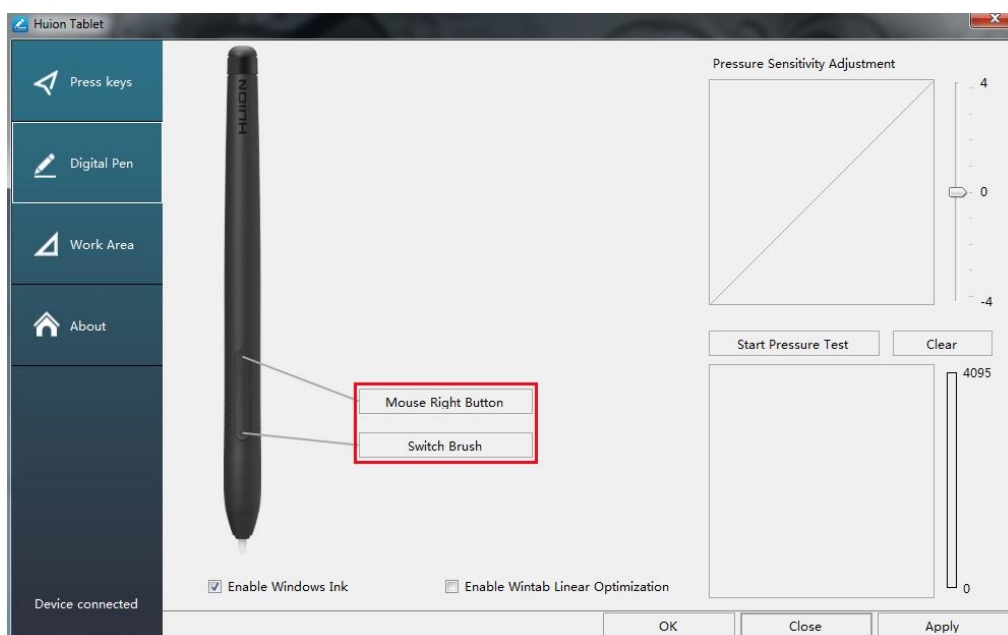 Huion Tablet
Press keys
Digital Pen
Work Area
About
Device connected
HUION
Mouse Right Button
Switch Brush
Enable Windows Ink
Enable Wintab Linear Optimization
Pressure Sensitivity Adjustment
4
0
-4
Start Pressure Test
Clear
4095
0
OK
Close
Apply